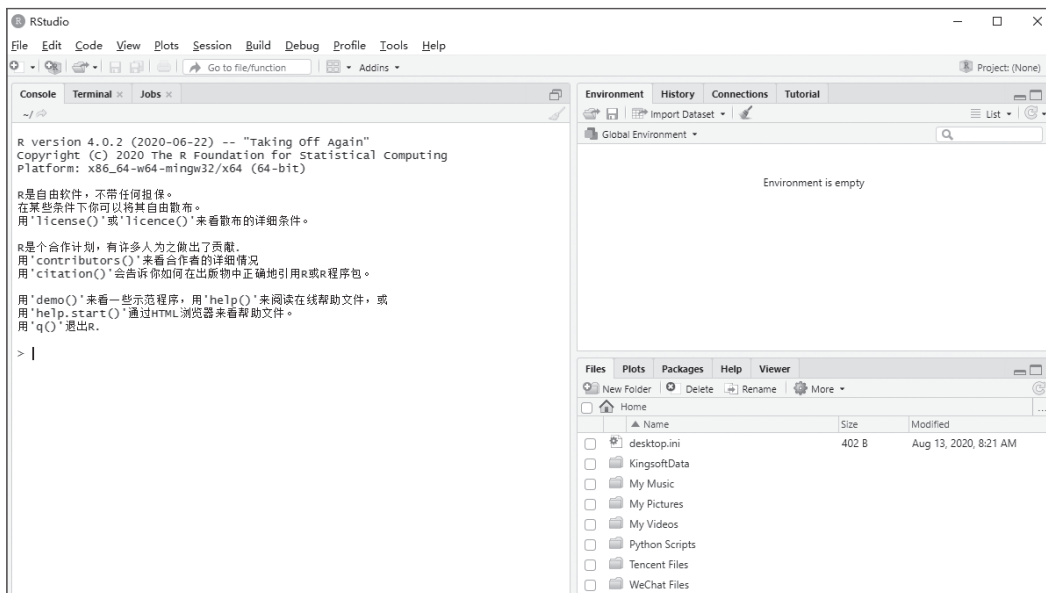 RStudio
File Edit Code View Plots Session Build Debug Profile Tools Help
Go to file/function Addins Project: (None)
Console Terminal Jobs
~/
R version 4.0.2 (2020-06-22) -- "Taking Off Again"
Copyright (C) 2020 The R Foundation for Statistical Computing
Platform: x86_64-w64-mingw32/x64 (64-bit)
R是自由软件，不带任何担保。
在某些条件下你可以将其自由散布。
用'license()'或'licence()'来看散布的详细条件。
R是个合作计划，有许多人为之做出了贡献.
用'contributors()'来看合作者的详细情况
用'citation()'会告诉你如何在出版物中正确地引用R或R程序包。
用'demo()'来看一些示范程序，用'help()'来阅读在线帮助文件，或
用'help.start()'通过HTML浏览器来看帮助文件。
用'q()'退出R.
>
Environment History Connections Tutorial
Import Dataset List
Global Environment
Environment is empty
Files Plots Packages Help Viewer
New Folder Delete Rename More
Home ...
Name Size Modified
desktop.ini 402 B Aug 13, 2020, 8:21 AM
KingsoftData
My Music
My Pictures
My Videos
Python Scripts
Tencent Files
WeChat Files